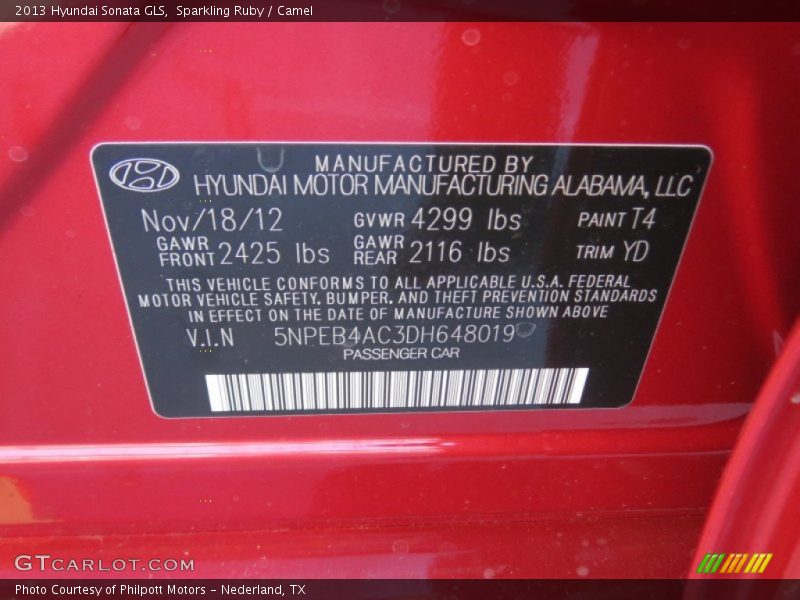 2013 Hyundai Sonata GLS, Sparkling Ruby / Camel
MANUFACTURED BY
HYUNDAI MOTOR MANUFACTURING ALABAMA, LLC
Nov/18/12 GVWR 4299 lbs PAINT T4
GAWR FRONT 2425 lbs GAWR REAR 2116 lbs TRIM YD
THIS VEHICLE CONFORMS TO ALL APPLICABLE U.S.A. FEDERAL
MOTOR VEHICLE SAFETY, BUMPER, AND THEFT PREVENTION STANDARDS
IN EFFECT ON THE DATE OF MANUFACTURE SHOWN ABOVE
V.I.N 5NPEB4AC3DH648019
PASSENGER CAR
GTCARLOT.COM
Photo Courtesy of Philpott Motors – Nederland, TX